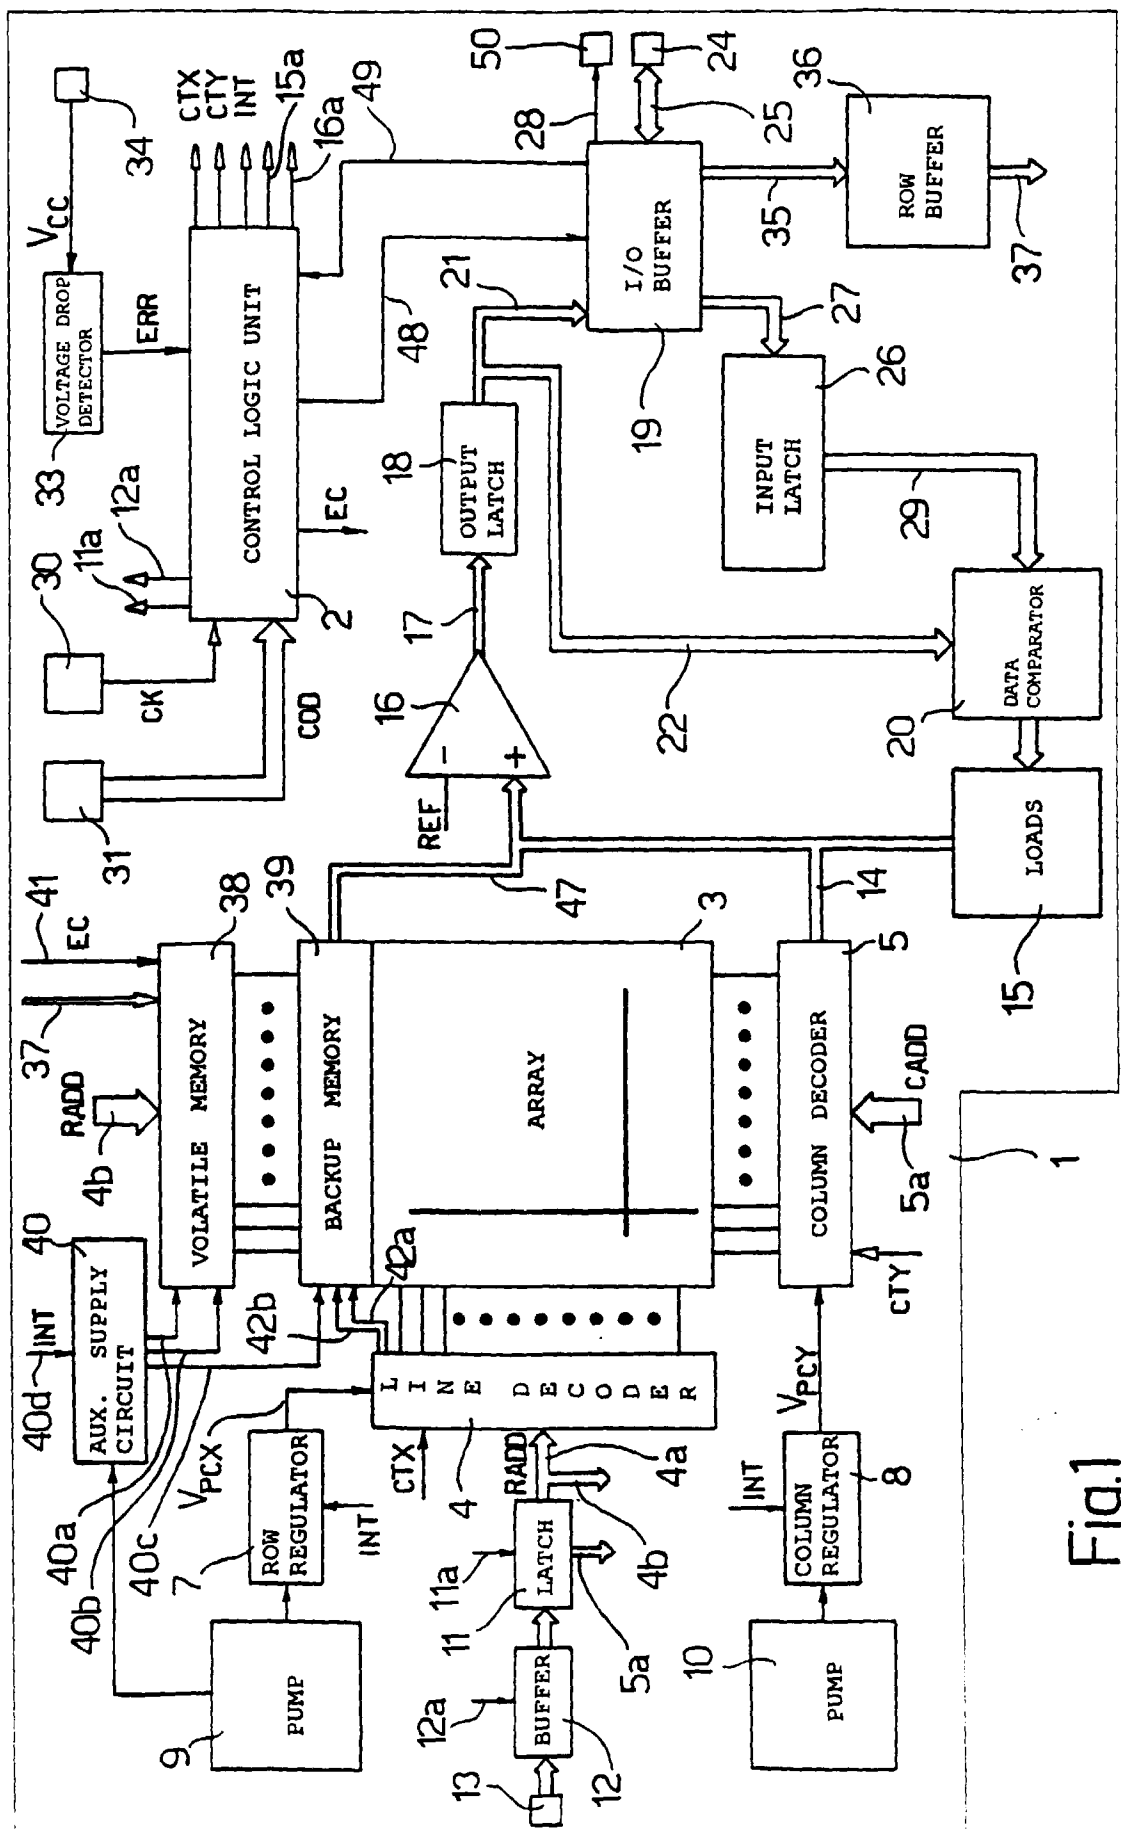 34
VCC
VOLTAGE DROP
DETECTOR
33
ERR
CTX
CTY
INT
15a
16a
49
CONTROL LOGIC UNIT
2
12a
11a
30
CK
31
COD
EC
48
50
28
24
25
I/O
BUFFER
19
35
36
ROW
BUFFER
37
21
18
OUTPUT
LATCH
17
16
-
+
REF
22
27
26
INPUT
LATCH
29
DATA
COMPARATOR
20
LOADS
15
14
47
41
EC
37
RADD
4b
38
VOLATILE MEMORY
39
BACKUP MEMORY
3
ARRAY
5
COLUMN DECODER
CADD
5a
CTY
1
40
AUX. SUPPLY
CIRCUIT
INT
40d
40a
40b
40c
42b
42a
LINE DECODER
4
CTX
VPCX
7
ROW
REGULATOR
INT
9
PUMP
RADD
4a
4b
11a
11
LATCH
5a
12a
BUFFER
12
13
VPCY
INT
COLUMN
REGULATOR
8
10
PUMP
Fig.1